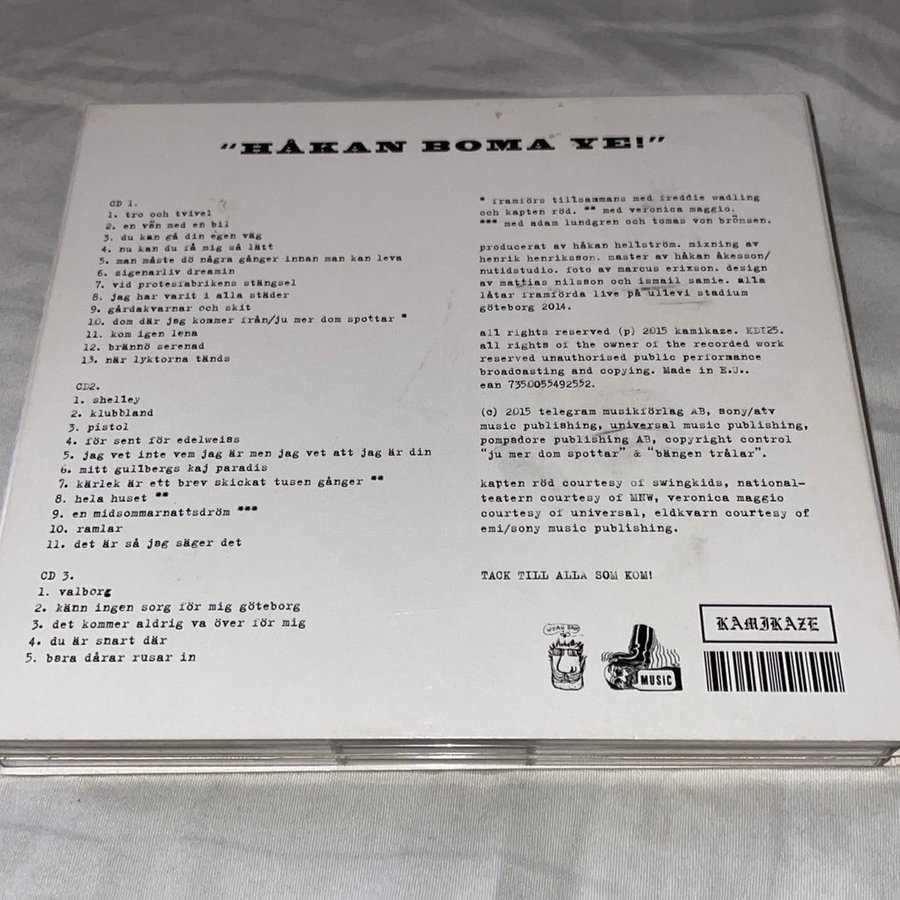 "HÅKAN BOMA YE!"
CD 1.
1. tro och tvivel
2. en vän med en bil
3. du kan gå din egen väg
4. nu kan du få mig så lätt
5. man måste dö några gånger innan man kan leva
6. zigenarliv dreamin
7. vid protesfabrikens stängsel
8. jag har varit i alla städer
9. gårdakvarnar och skit
10. dom där jag kommer från/ju mer dom spottar *
11. kom igen lena
12. brännö serenad
13. när lyktorna tänds
CD2.
1. shelley
2. klubbland
3. pistol
4. för sent för edelweiss
5. jag vet inte vem jag är men jag vet att jag är din
6. mitt gullbergs kaj paradis
7. kärlek är ett brev skickat tusen gånger **
8. hela huset **
9. en midsommarnattsdröm ***
10. ramlar
11. det är så jag säger det
CD 3.
1. valborg
2. känn ingen sorg för mig göteborg
3. det kommer aldrig va över för mig
4. du är snart där
5. bara dårar rusar in
* framförs tillsammans med freddie wadling
och kapten röd. ** med veronica maggio.
*** med adam lundgren och tomas von brömsen.
producerat av håkan hellström. mixning av
henrik henriksson. master av håkan åkesson/
nutidstudio. foto av marcus erixson. design
av mattias nilsson och ismail samie. alla
låtar framförda live på ullevi stadium
göteborg 2014.
all rights reserved (p) 2015 kamikaze. KDI25.
all rights of the owner of the recorded work
reserved unauthorised public performance
broadcasting and copying. Made in E.U..
ean 7350055492552.
(c) 2015 telegram musikförlag AB, sony/atv
music publishing, universal music publishing,
pompadore publishing AB, copyright control
"ju mer dom spottar" & "bängen trålar".
kapten röd courtesy of swingkids, national-
teatern courtesy of MNW, veronica maggio
courtesy of universal, eldkvarn courtesy of
emi/sony music publishing.
TACK TILL ALLA SOM KOM!
KAMIKAZE
MUSIC